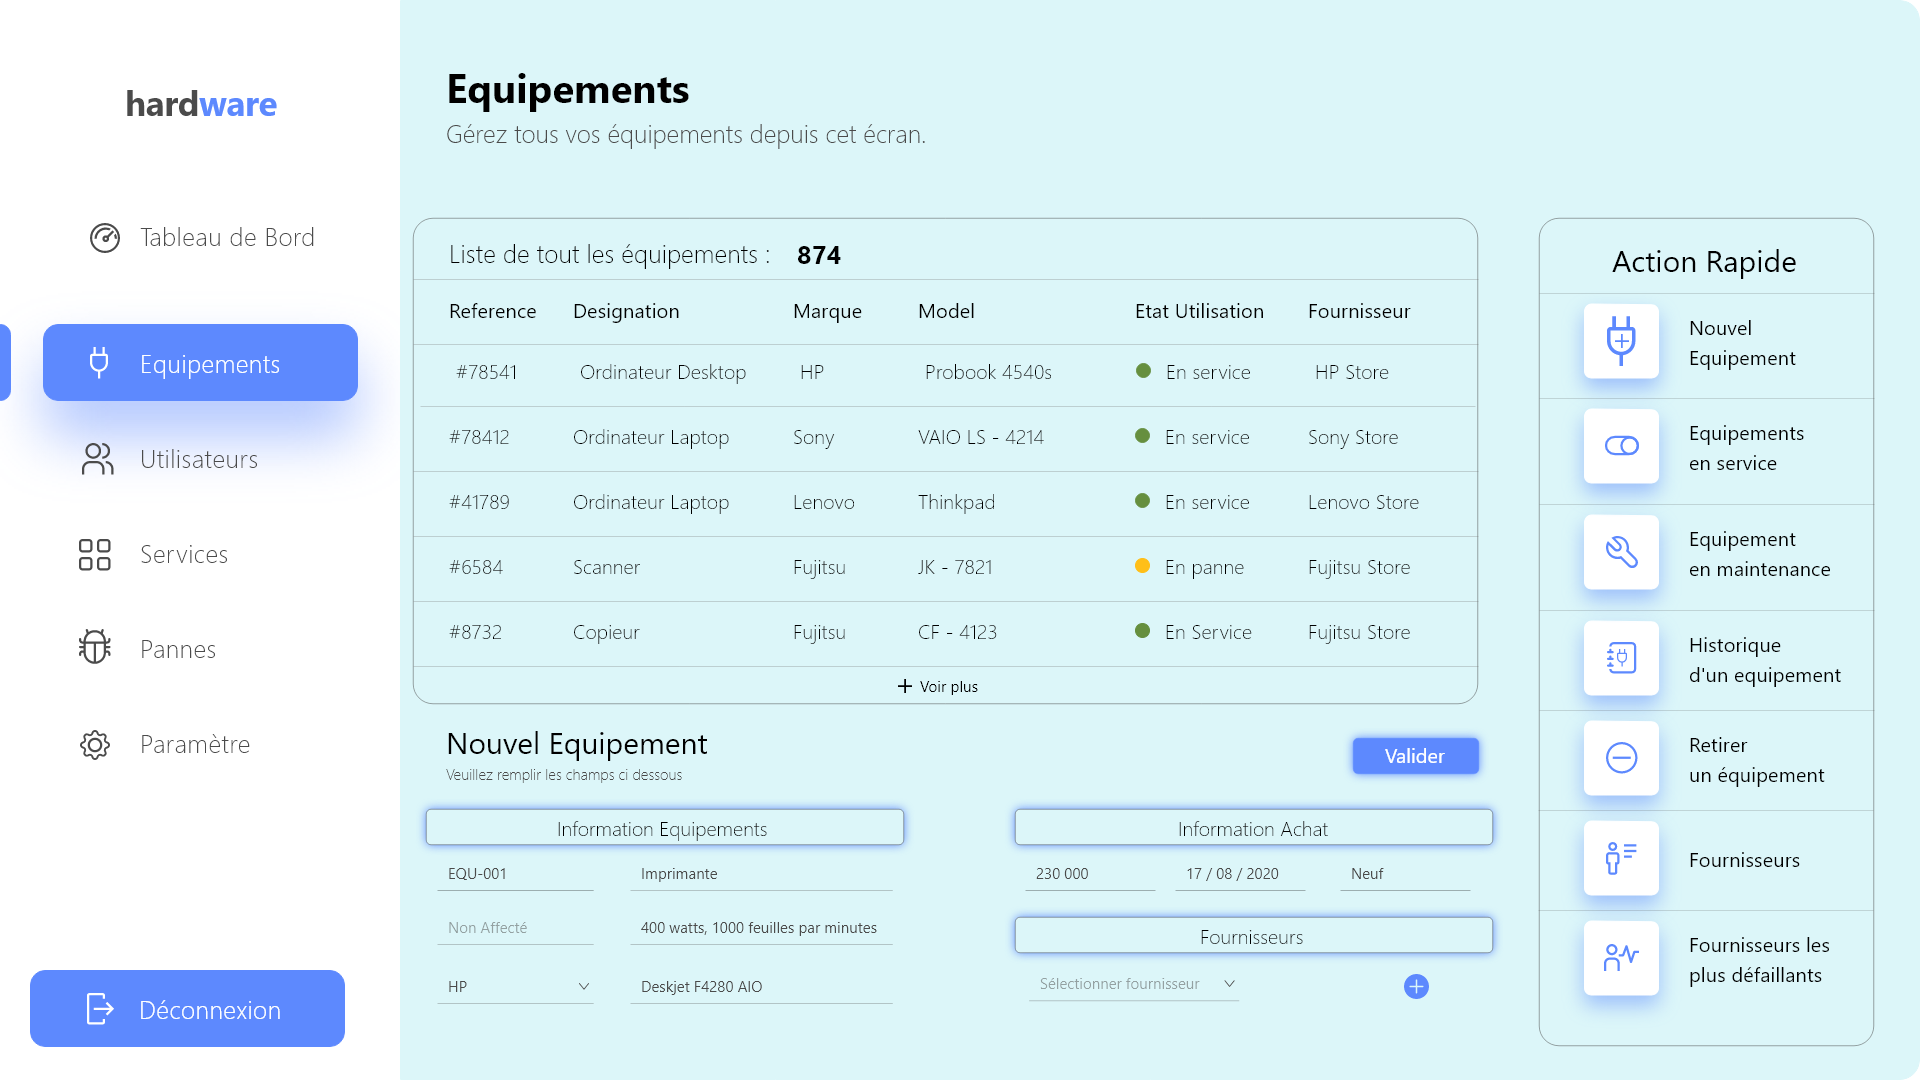 hardware
Tableau de Bord
Equipements
Utilisateurs
Services
Pannes
Paramètre
Déconnexion
Equipements
Gérez tous vos équipements depuis cet écran.
Liste de tout les équipements : 874
Reference Designation Marque Model Etat Utilisation Fournisseur
#78541 Ordinateur Desktop HP Probook 4540s En service HP Store
#78412 Ordinateur Laptop Sony VAIO LS - 4214 En service Sony Store
#41789 Ordinateur Laptop Lenovo Thinkpad En service Lenovo Store
#6584 Scanner Fujitsu JK - 7821 En panne Fujitsu Store
#8732 Copieur Fujitsu CF - 4123 En Service Fujitsu Store
Voir plus
Nouvel Equipement
Veuillez remplir les champs ci dessous
Valider
Information Equipements
EQU-001 Imprimante
Non Affecté 400 watts, 1000 feuilles par minutes
HP Deskjet F4280 AIO
Information Achat
230 000 17 / 08 / 2020 Neuf
Fournisseurs
Sélectionner fournisseur
Action Rapide
Nouvel
Equipement
Equipements
en service
Equipement
en maintenance
Historique
d'un equipement
Retirer
un équipement
Fournisseurs
Fournisseurs les
plus défaillants